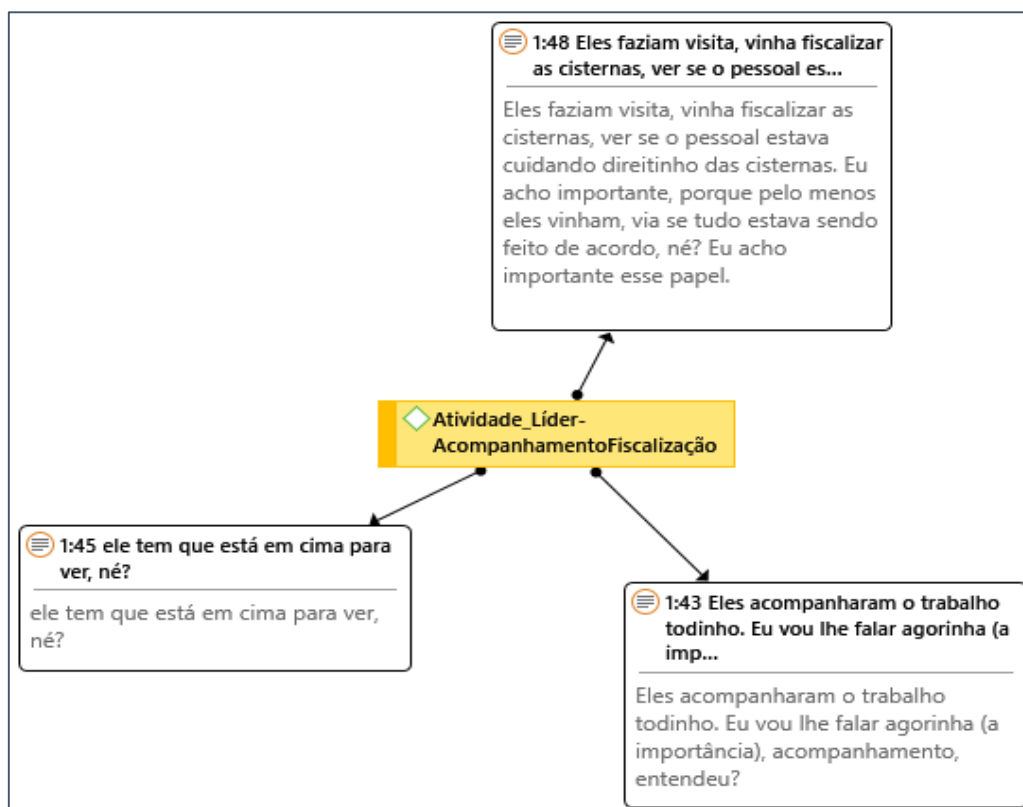 1:48 Eles faziam visita, vinha fiscalizar
as cisternas, ver se o pessoal es...
Eles faziam visita, vinha fiscalizar as
cisternas, ver se o pessoal estava
cuidando direitinho das cisternas. Eu
acho importante, porque pelo menos
eles vinham, via se tudo estava sendo
feito de acordo, né? Eu acho
importante esse papel.
Atividade_Líder-
AcompanhamentoFiscalização
1:45 ele tem que está em cima para
ver, né?
ele tem que está em cima para ver,
né?
1:43 Eles acompanharam o trabalho
todinho. Eu vou lhe falar agorinha (a
imp...
Eles acompanharam o trabalho
todinho. Eu vou lhe falar agorinha (a
importância), acompanhamento,
entendeu?